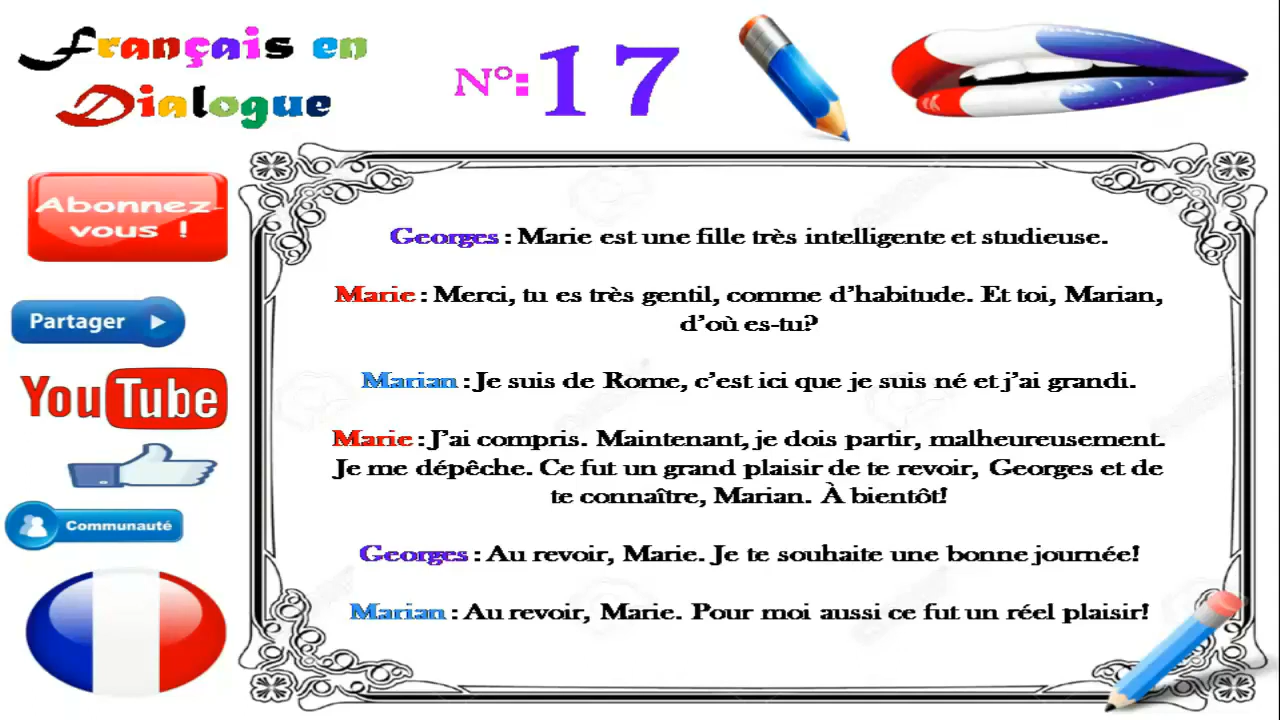 Français en
Dialogue
N°:17
Abonnez-
vous !
Partager
YouTube
Communauté
Georges : Marie est une fille très intelligente et studieuse.
Marie : Merci, tu es très gentil, comme d’habitude. Et toi, Marian,
d’où es-tu?
Marian : Je suis de Rome, c’est ici que je suis né et j’ai grandi.
Marie : J’ai compris. Maintenant, je dois partir, malheureusement.
Je me dépêche. Ce fut un grand plaisir de te revoir, Georges et de
te connaître, Marian. À bientôt!
Georges : Au revoir, Marie. Je te souhaite une bonne journée!
Marian : Au revoir, Marie. Pour moi aussi ce fut un réel plaisir!